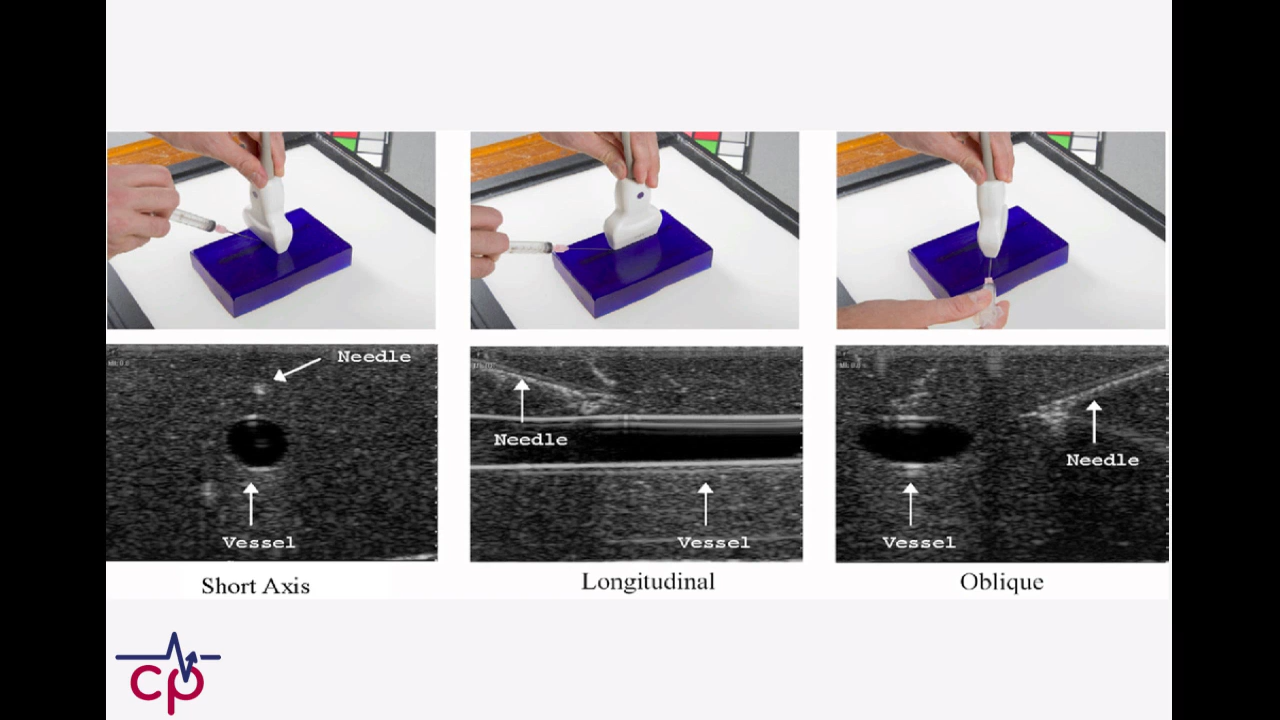 Needle
Vessel
Needle
Vessel
Needle
Vessel
Short Axis
Longitudinal
Oblique
cp